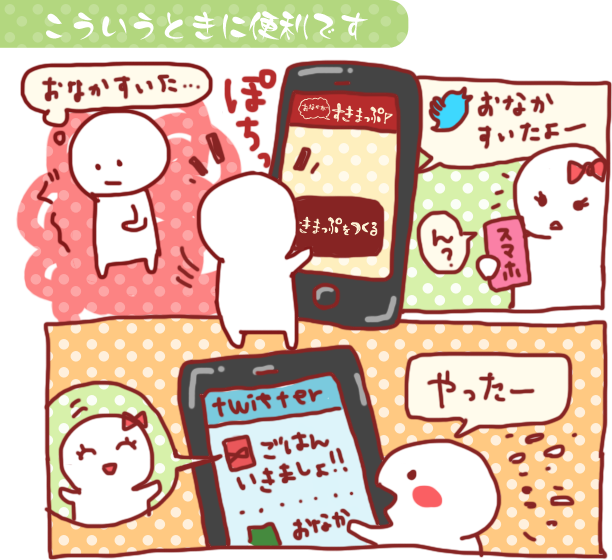 こういうときに便利です
おなかすいた…
ぐ〜
ぽちっ
おなかが
すきまっぷ
きまっぷをつくる
おなか
すいたよー
ん?
スマホ
twitter
ごはん
いきましょ!!
おなか
やったー